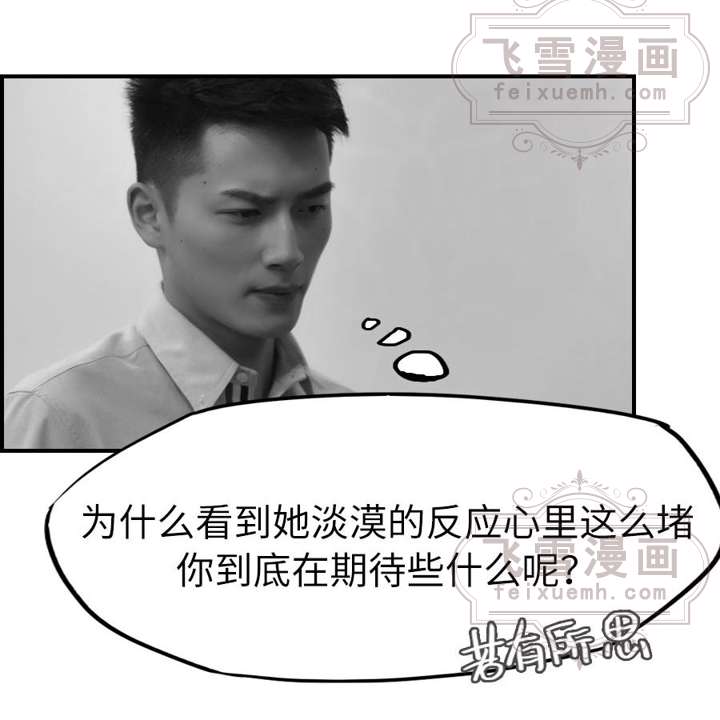 飞雪漫画
feixuemh.com
为什么看到她淡漠的反应心里这么堵
你到底在期待些什么呢？
飞雪漫画
feixuemh.com
若有所思